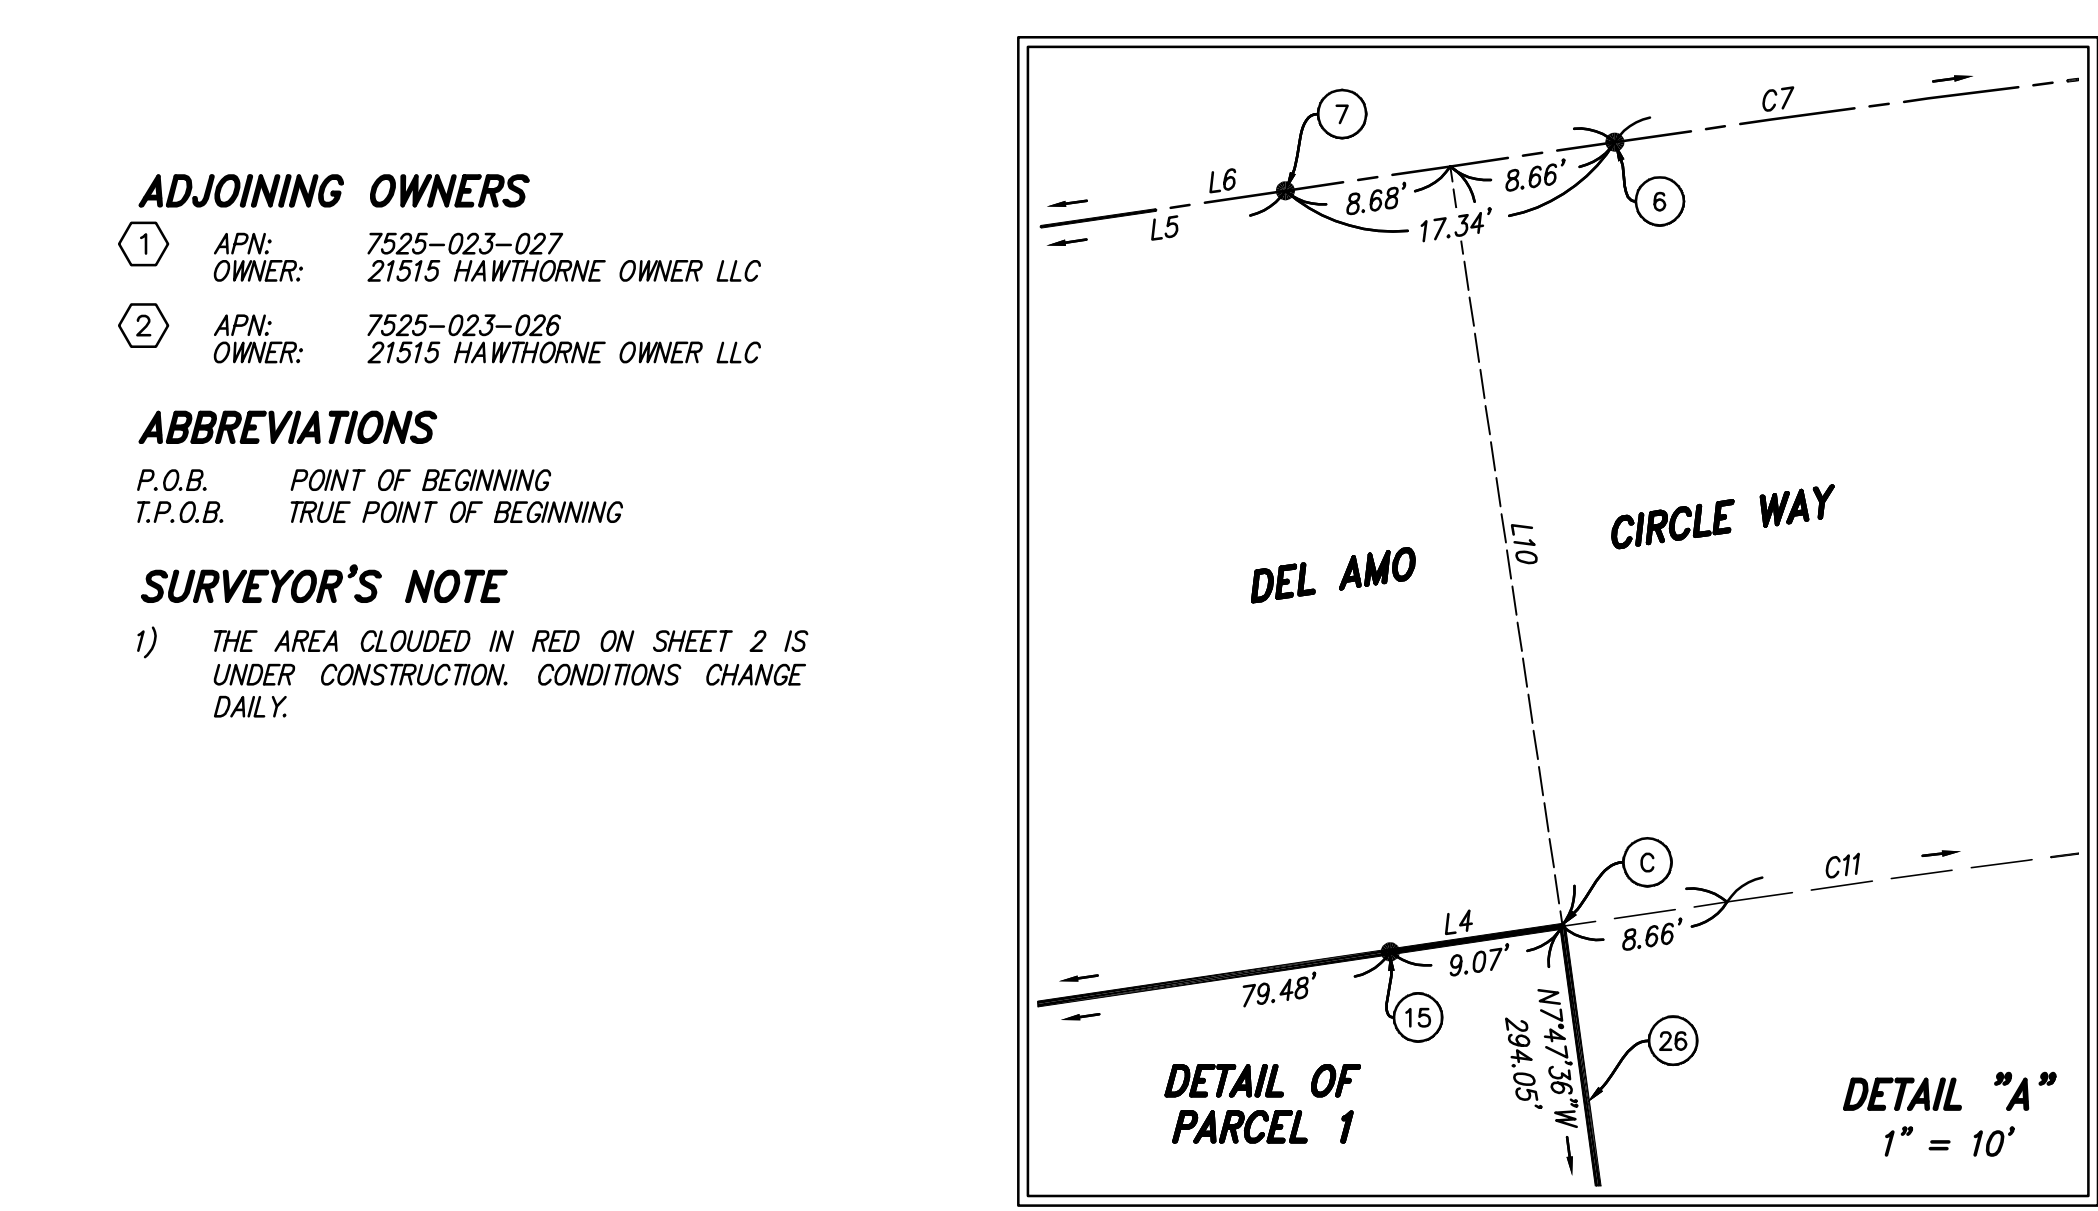 ADJOINING OWNERS
1 APN: 7525-023-027
OWNER: 21515 HAWTHORNE OWNER LLC
2 APN: 7525-023-026
OWNER: 21515 HAWTHORNE OWNER LLC
ABBREVIATIONS
P.O.B. POINT OF BEGINNING
T.P.O.B. TRUE POINT OF BEGINNING
SURVEYOR'S NOTE
1) THE AREA CLOUDED IN RED ON SHEET 2 IS
UNDER CONSTRUCTION. CONDITIONS CHANGE
DAILY.
C7
7
L6
8.68'
8.66'
6
L5
17.34'
L10
DEL AMO
CIRCLE WAY
C
C11
L4
8.66'
9.07'
79.48'
15
N7°47'36"W
294.05'
26
DETAIL OF
PARCEL 1
DETAIL "A"
1" = 10'